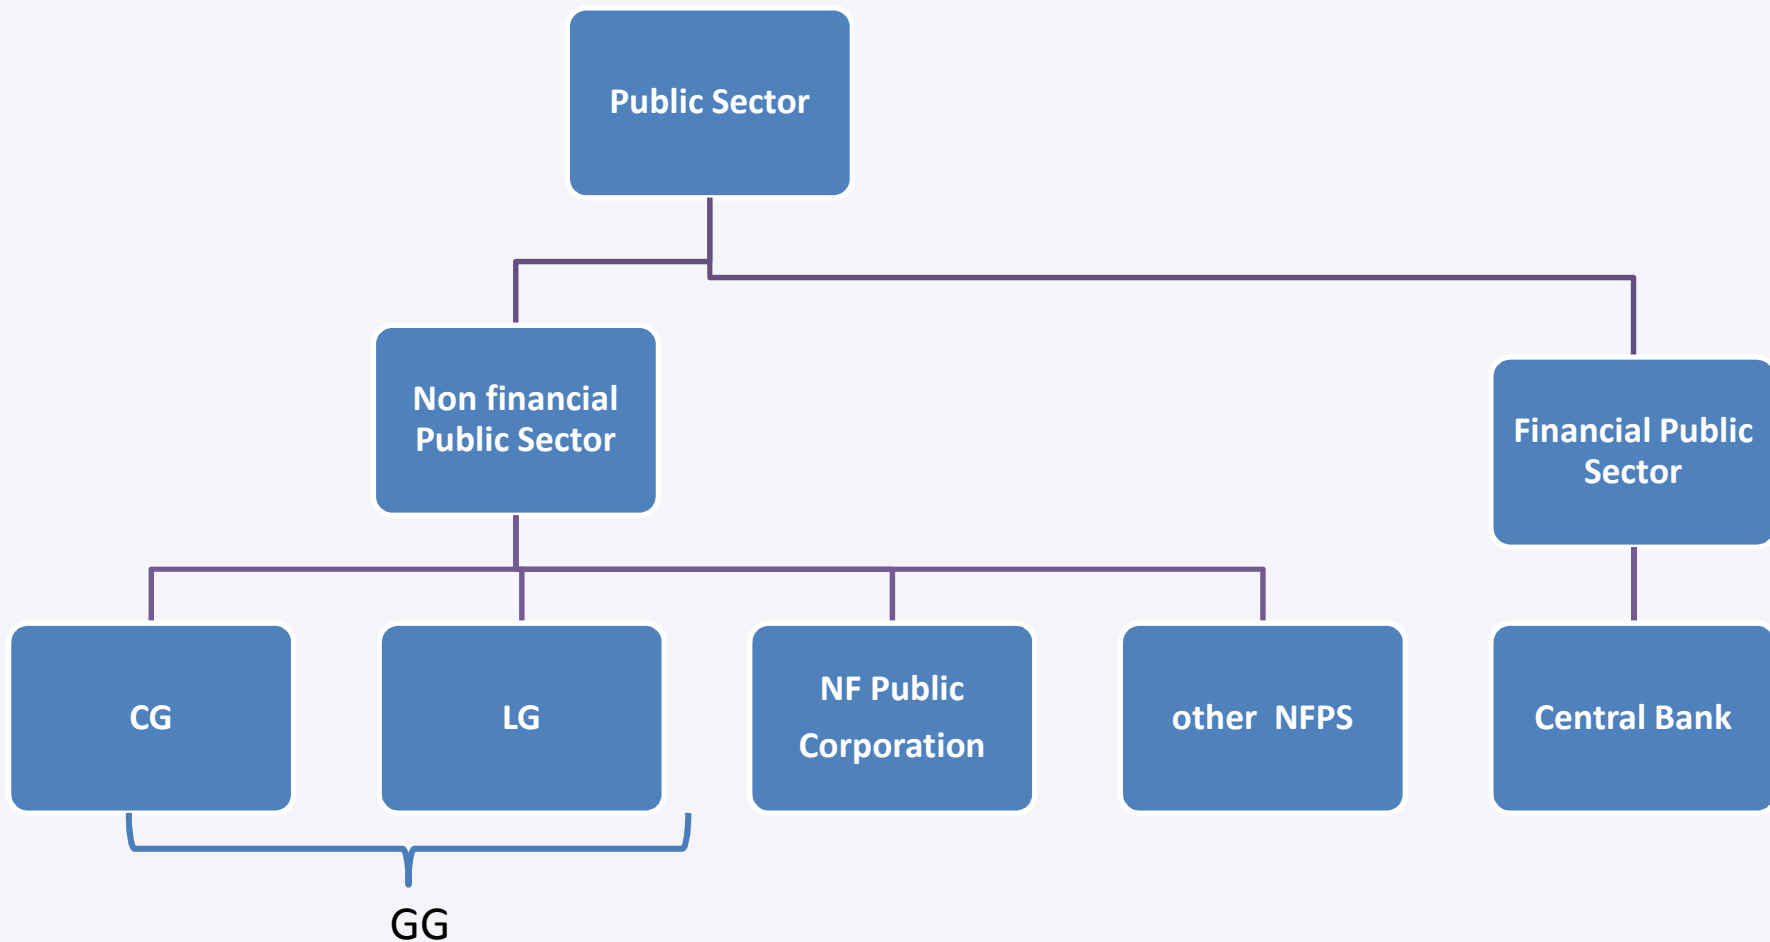 Public Sector
Non financial
Public Sector
Financial Public
Sector
CG
LG
NF Public
Corporation
other  NFPS
Central Bank
GG